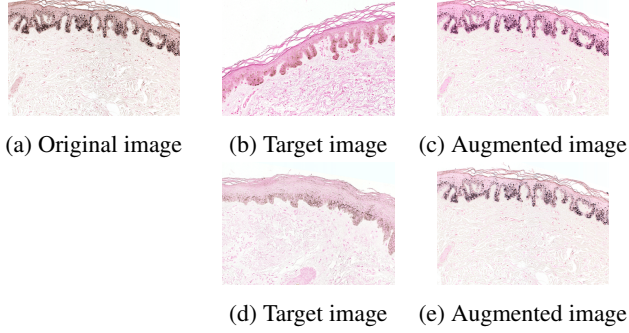 (a) Original image
(b) Target image
(c) Augmented image
(d) Target image
(e) Augmented image